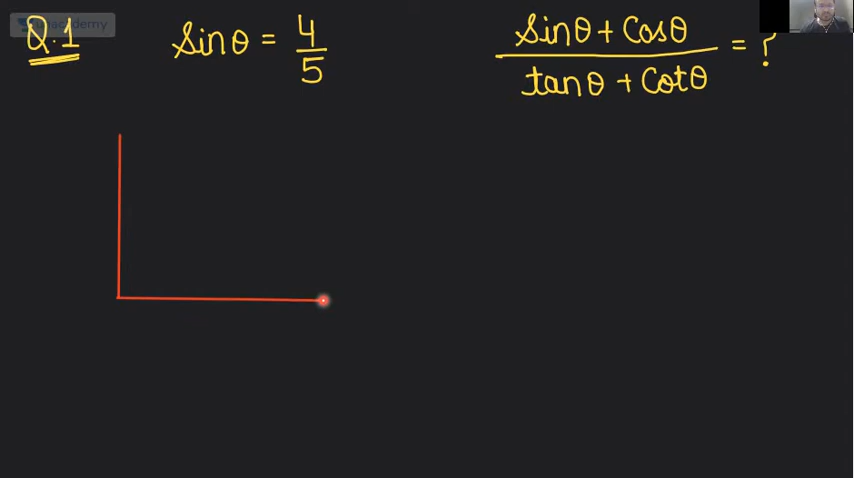 Q.1 Sinθ = 4/5 (Sinθ + Cosθ)/(tanθ + Cotθ) = ?